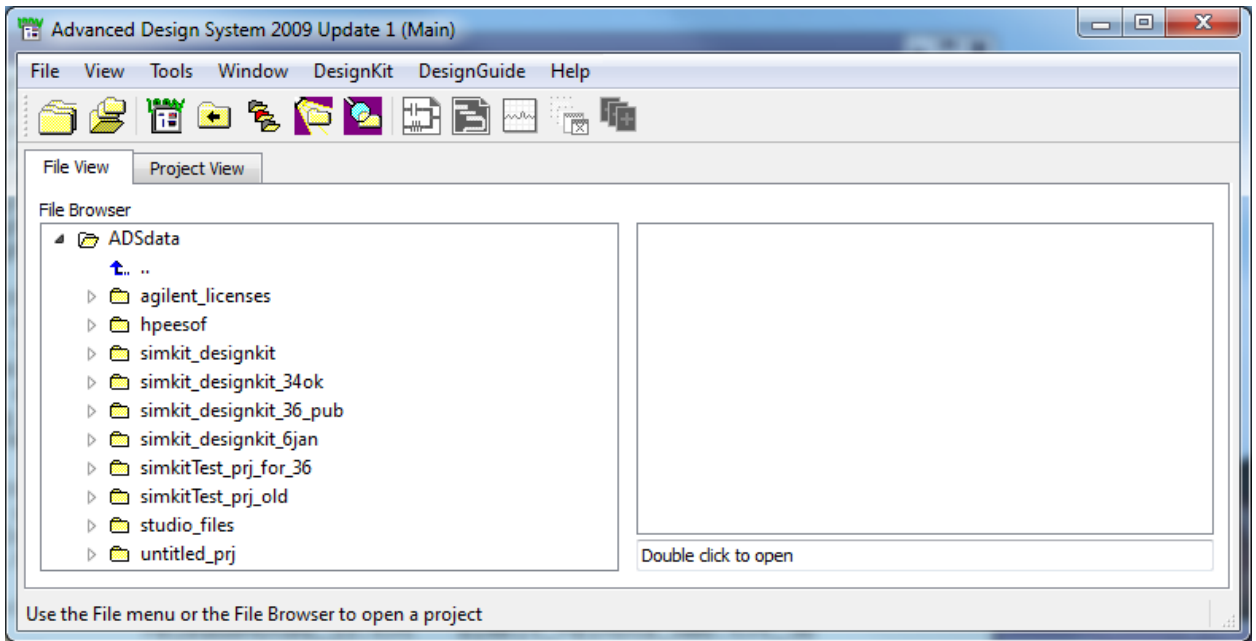 Advanced Design System 2009 Update 1 (Main)
File View Tools Window DesignKit DesignGuide Help
File View Project View
File Browser
ADSdata
..
agilent_licenses
hpeesof
simkit_designkit
simkit_designkit_34ok
simkit_designkit_36_pub
simkit_designkit_6jan
simkitTest_prj_for_36
simkitTest_prj_old
studio_files
untitled_prj
Double click to open
Use the File menu or the File Browser to open a project